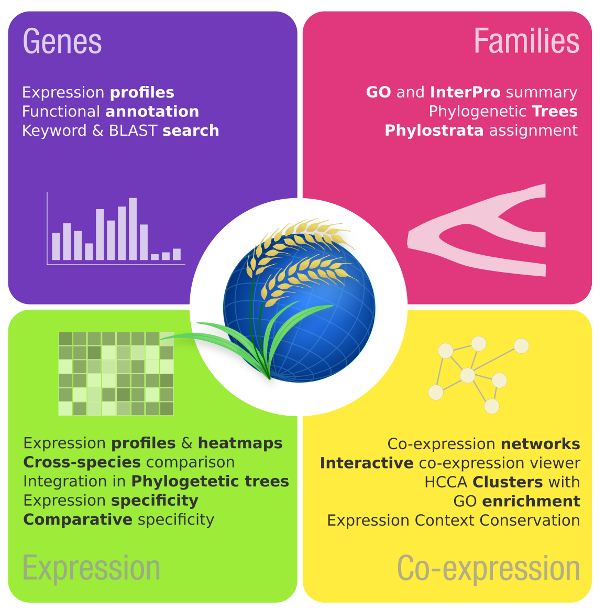 Genes
Expression profiles
Functional annotation
Keyword & BLAST search
Families
GO and InterPro summary
Phylogenetic Trees
Phylostrata assignment
Expression profiles & heatmaps
Cross-species comparison
Integration in Phylogetetic trees
Expression specificity
Comparative specificity
Expression
Co-expression networks
Interactive co-expression viewer
HCCA Clusters with
GO enrichment
Expression Context Conservation
Co-expression